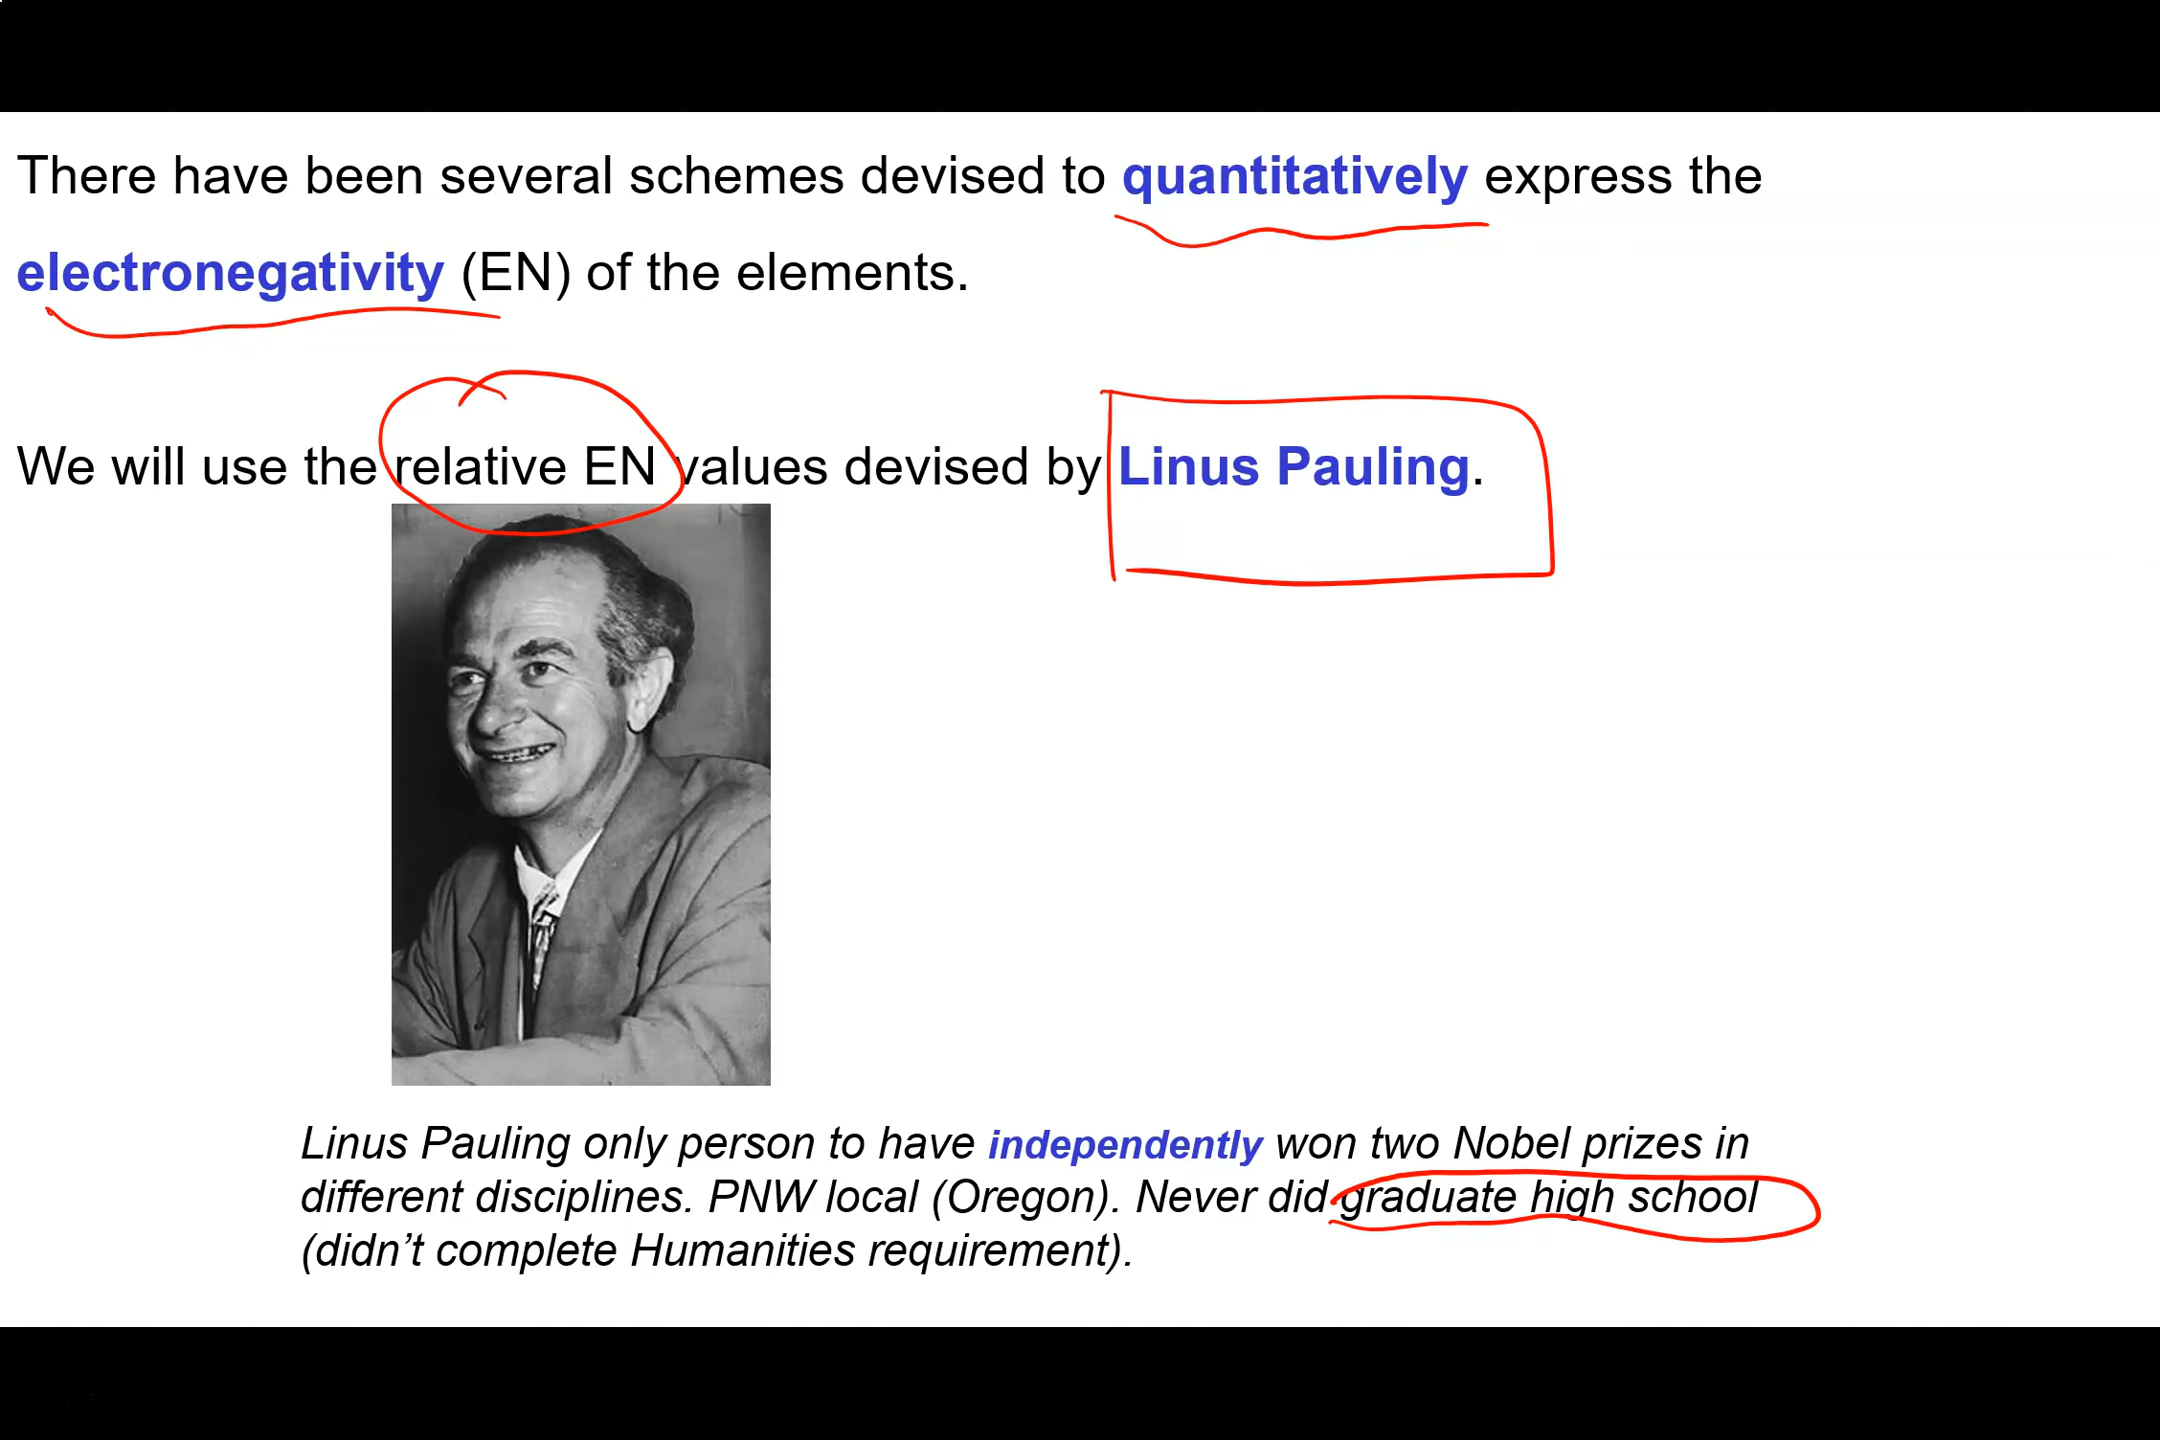 There have been several schemes devised to quantitatively express the
electronegativity (EN) of the elements.
We will use the relative EN values devised by Linus Pauling.
Linus Pauling only person to have independently won two Nobel prizes in
different disciplines. PNW local (Oregon). Never did graduate high school
(didn’t complete Humanities requirement).